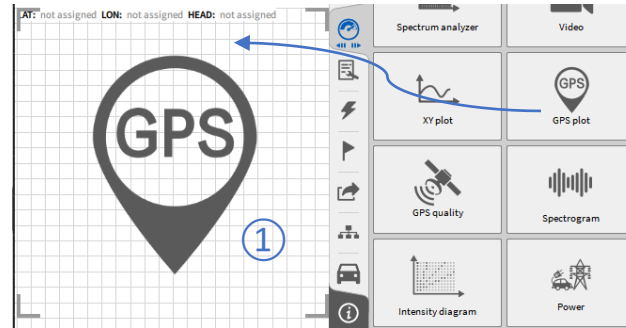 LAT: not assigned LON: not assigned HEAD: not assigned
GPS
1
Spectrum analyzer
Video
XY plot
GPS
GPS plot
GPS quality
Spectrogram
Intensity diagram
Power